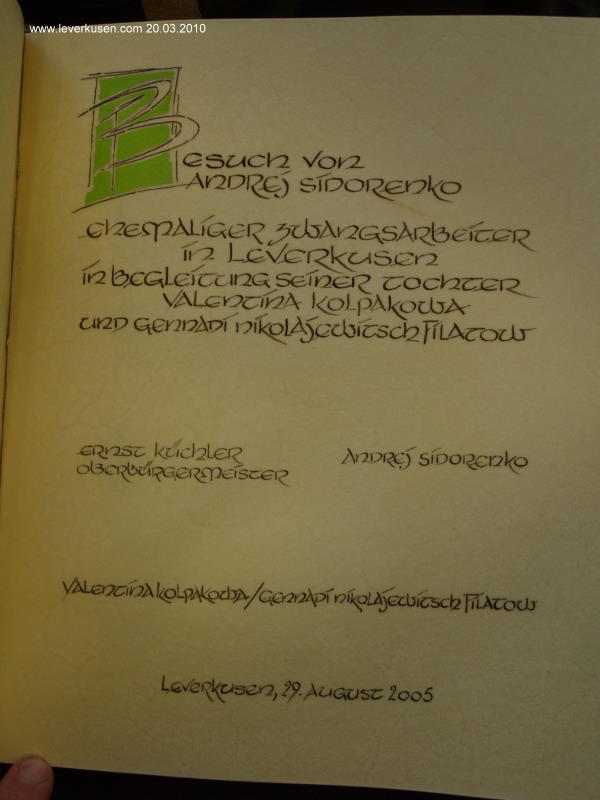 www.leverkusen.com 20.03.2010
Besuch von
Andrej Sidorenko
ehemaliger Zwangsarbeiter
in Leverkusen
in Begleitung seiner Tochter
Valentina Kolpakowa
und Gennadi Nikolajewitsch Filatow
Ernst Küchler
Oberbürgermeister
Andrej Sidorenko
Valentina Kolpakowa/Gennadi Nikolajewitsch Filatow
Leverkusen, 29. August 2005